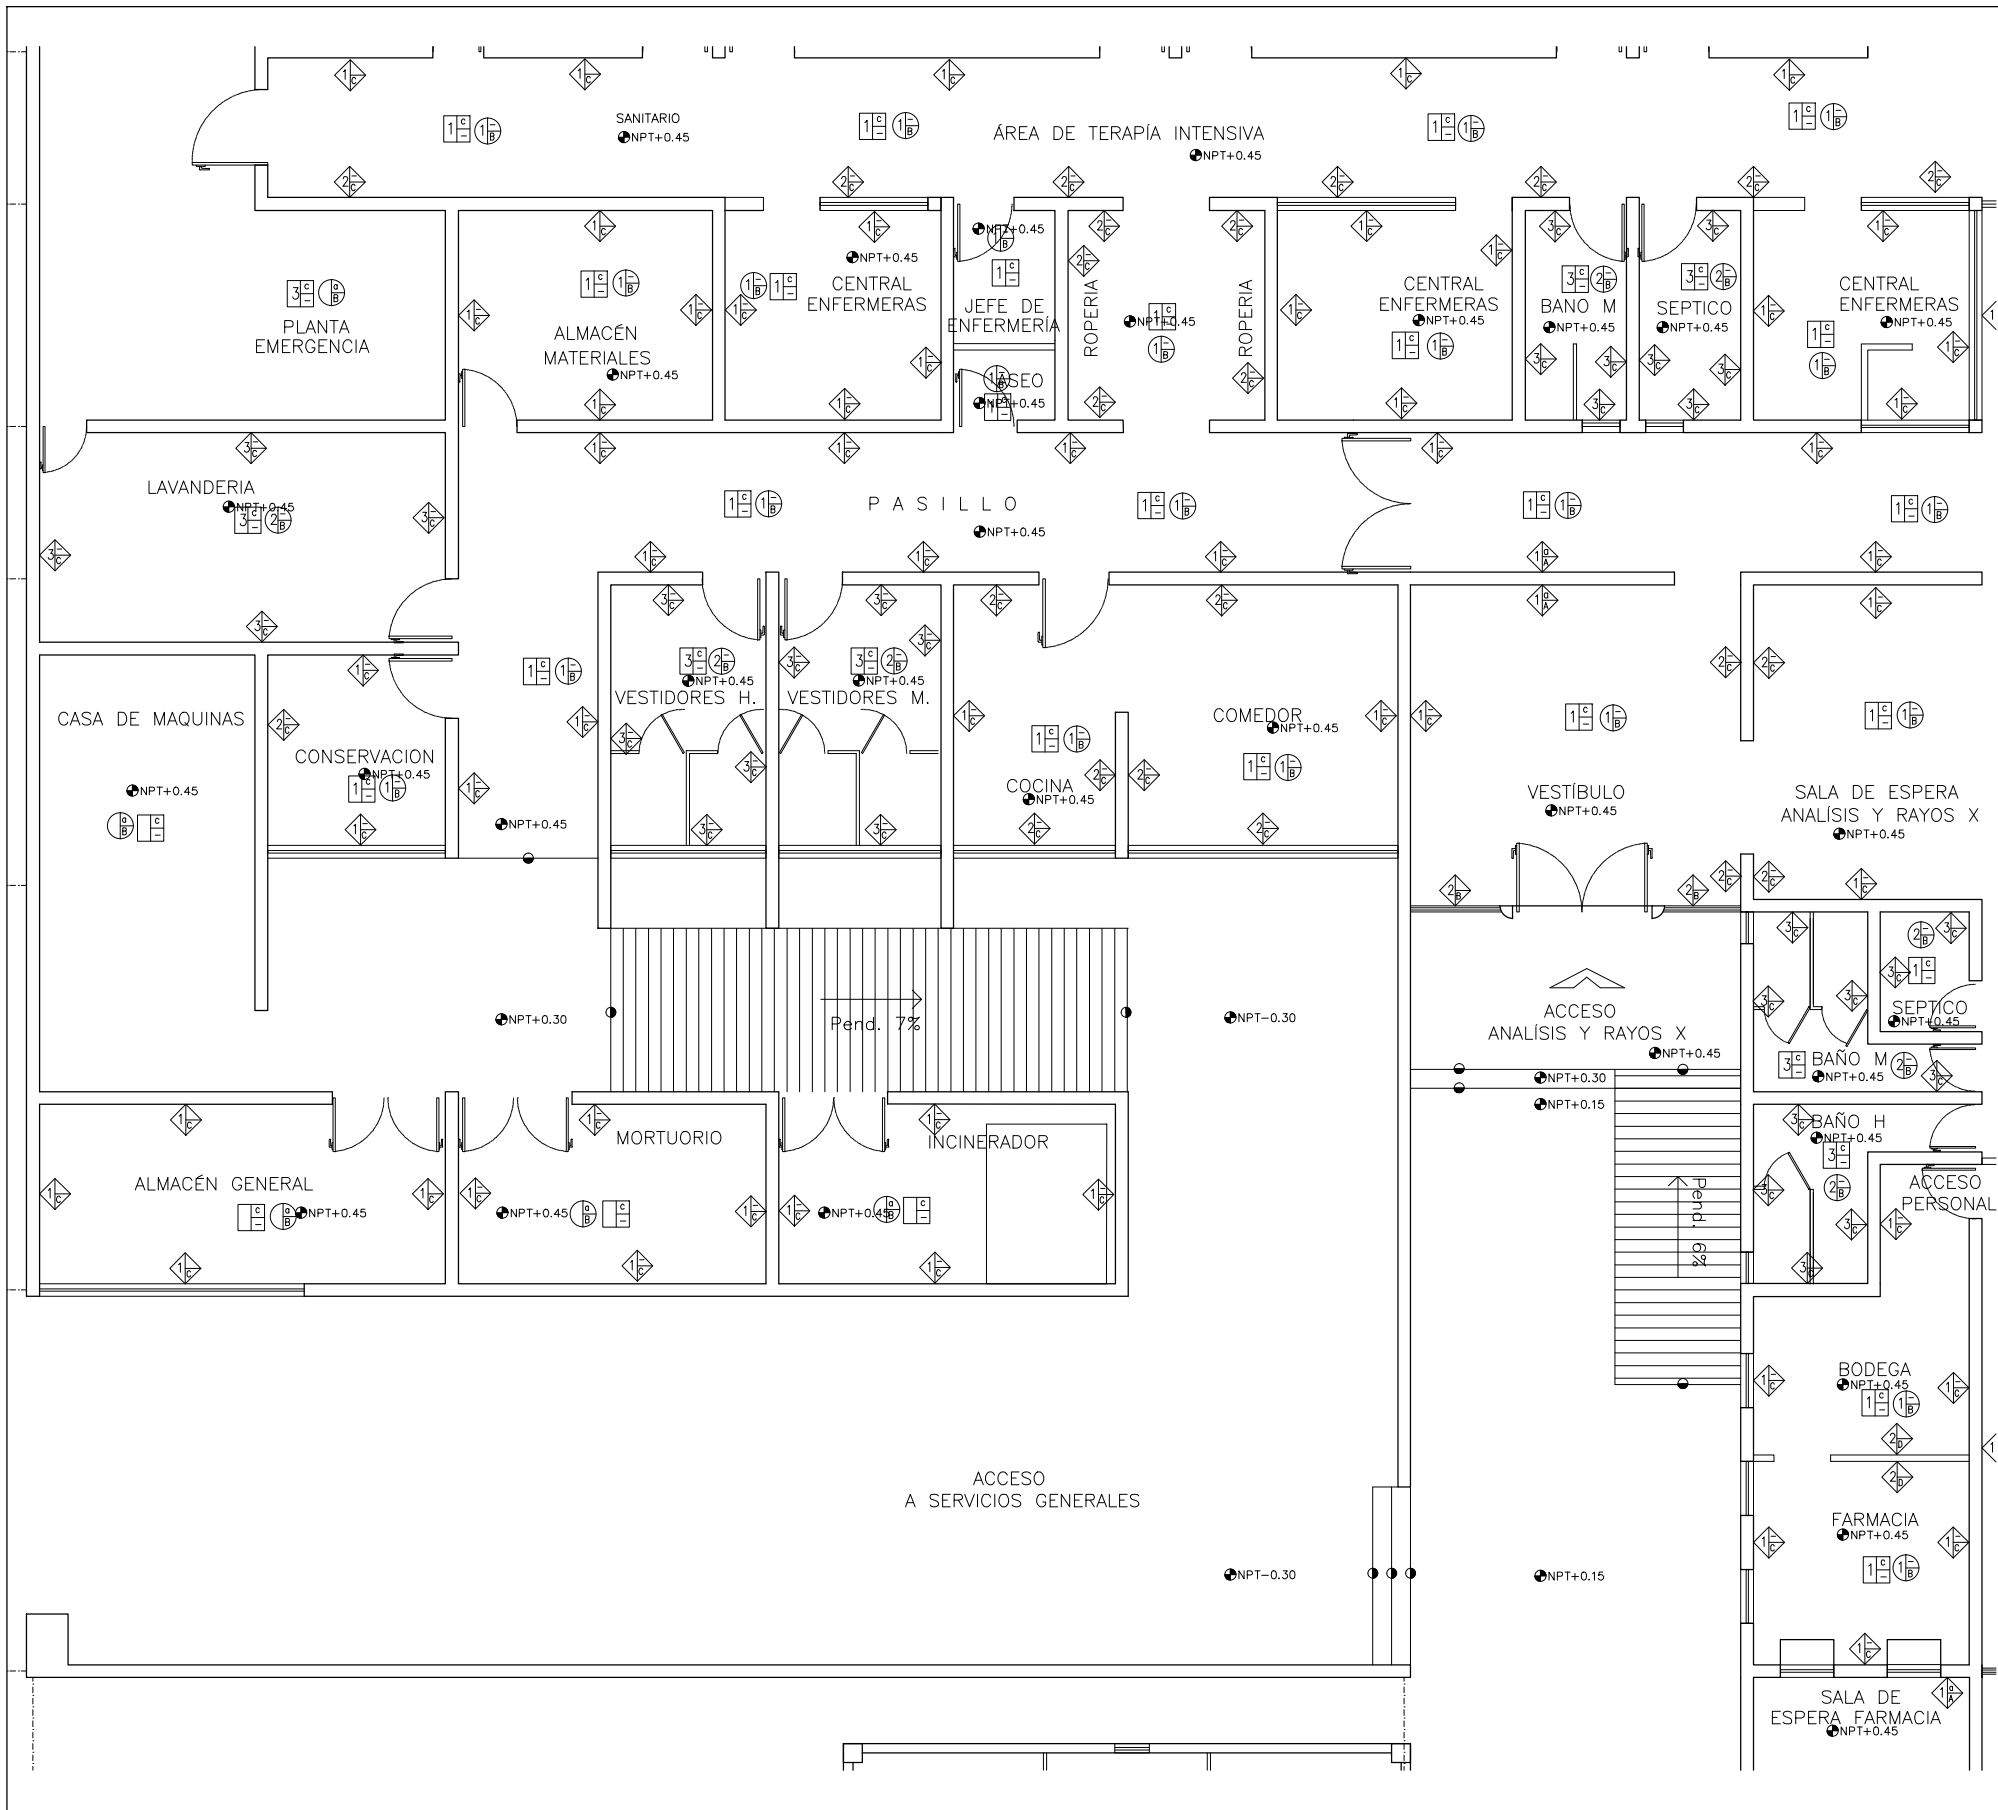 SANITARIO
NPT+0.45
ÁREA DE TERAPÍA INTENSIVA
NPT+0.45
PLANTA
EMERGENCIA
ALMACÉN
MATERIALES
NPT+0.45
NPT+0.45
CENTRAL
ENFERMERAS
NPT+0.45
JEFE DE
ENFERMERÍA
ASEO
NPT+0.45
ROPERIA
NPT+0.45
ROPERIA
CENTRAL
ENFERMERAS
NPT+0.45
BANO M
NPT+0.45
SEPTICO
NPT+0.45
CENTRAL
ENFERMERAS
NPT+0.45
LAVANDERIA
NPT+0.45
PASILLO
NPT+0.45
CASA DE MAQUINAS
NPT+0.45
CONSERVACION
NPT+0.45
NPT+0.45
NPT+0.45
VESTIDORES H.
NPT+0.45
VESTIDORES M.
COCINA
NPT+0.45
COMEDOR
NPT+0.45
VESTÍBULO
NPT+0.45
SALA DE ESPERA
ANALÍSIS Y RAYOS X
NPT+0.45
NPT+0.30
Pend. 7%
NPT-0.30
ACCESO
ANALÍSIS Y RAYOS X
NPT+0.45
NPT+0.30
NPT+0.15
SEPTICO
NPT+0.45
BAÑO M
NPT+0.45
BAÑO H
NPT+0.45
ACCESO
PERSONAL
Pend. 6%
ALMACÉN GENERAL
NPT+0.45
MORTUORIO
NPT+0.45
INCINERADOR
NPT+0.45
BODEGA
NPT+0.45
FARMACIA
NPT+0.45
ACCESO
A SERVICIOS GENERALES
NPT-0.30
NPT+0.15
SALA DE
ESPERA FARMACIA
NPT+0.45